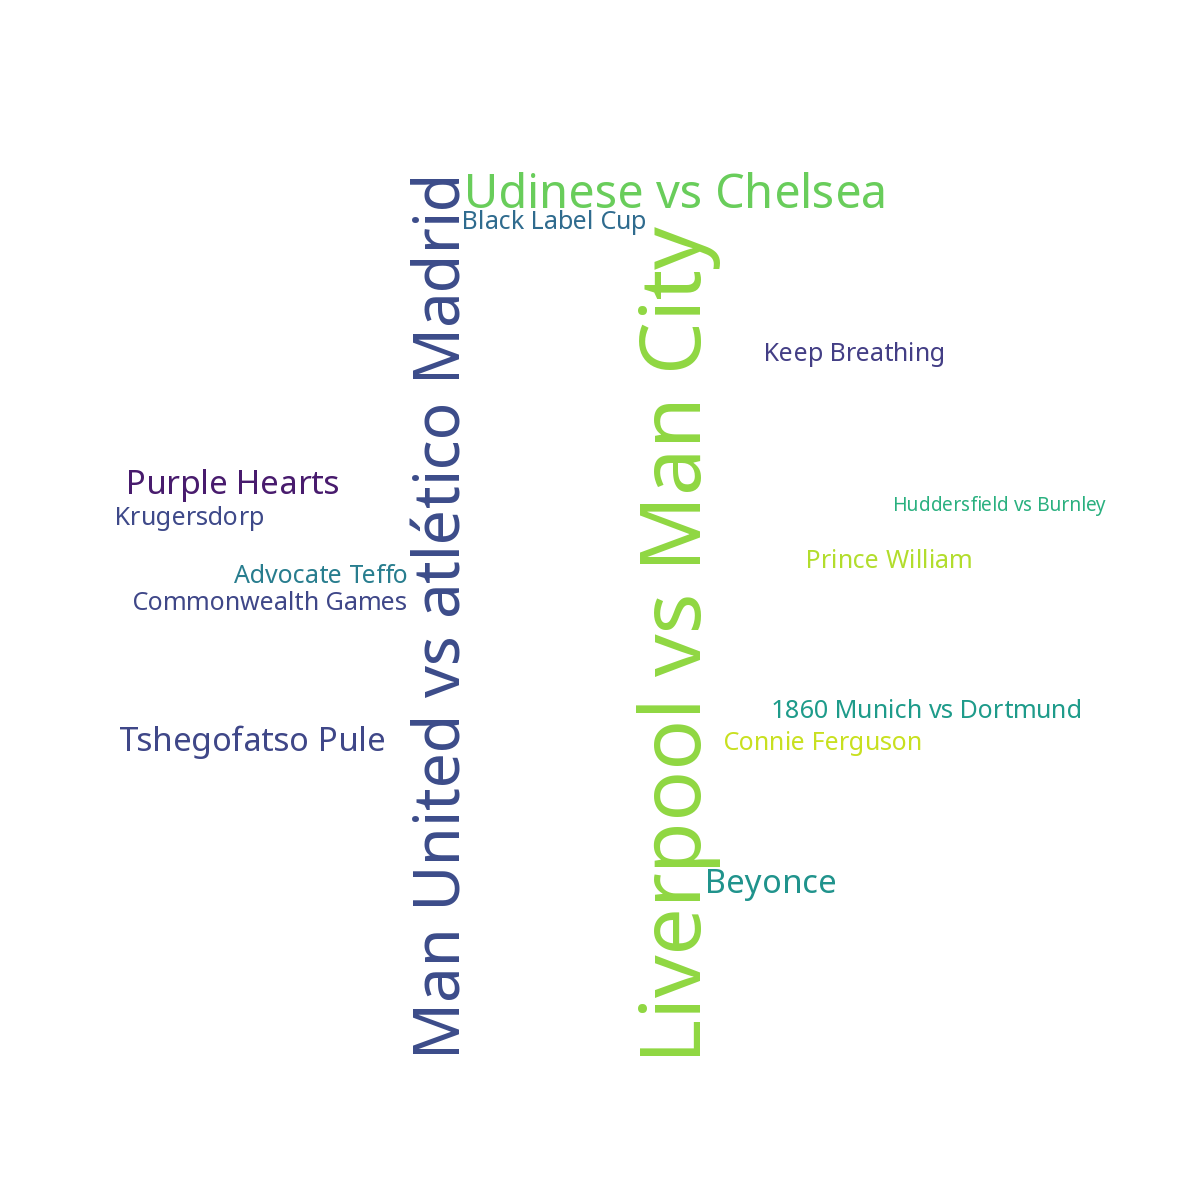 Udinese vs Chelsea
Black Label Cup
Man United vs atlético Madrid
Liverpool vs Man City
Keep Breathing
Purple Hearts
Krugersdorp
Huddersfield vs Burnley
Prince William
Advocate Teffo
Commonwealth Games
1860 Munich vs Dortmund
Tshegofatso Pule
Connie Ferguson
Beyonce